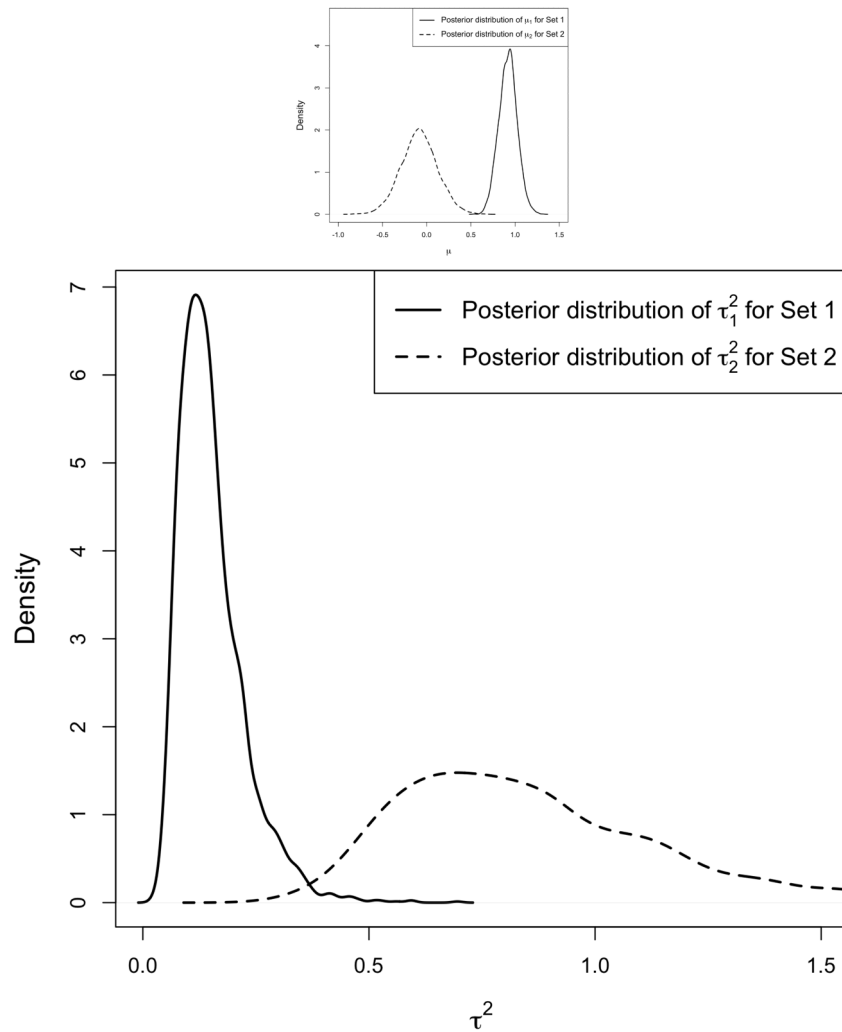 Posterior distribution of μ₁ for Set 1
Posterior distribution of μ₂ for Set 2
Density
4
3
2
1
0
-1.0 -0.5 0.0 0.5 1.0 1.5
μ
Posterior distribution of τ₁² for Set 1
Posterior distribution of τ₂² for Set 2
Density
7
6
5
4
3
2
1
0
0.0 0.5 1.0 1.5
τ²